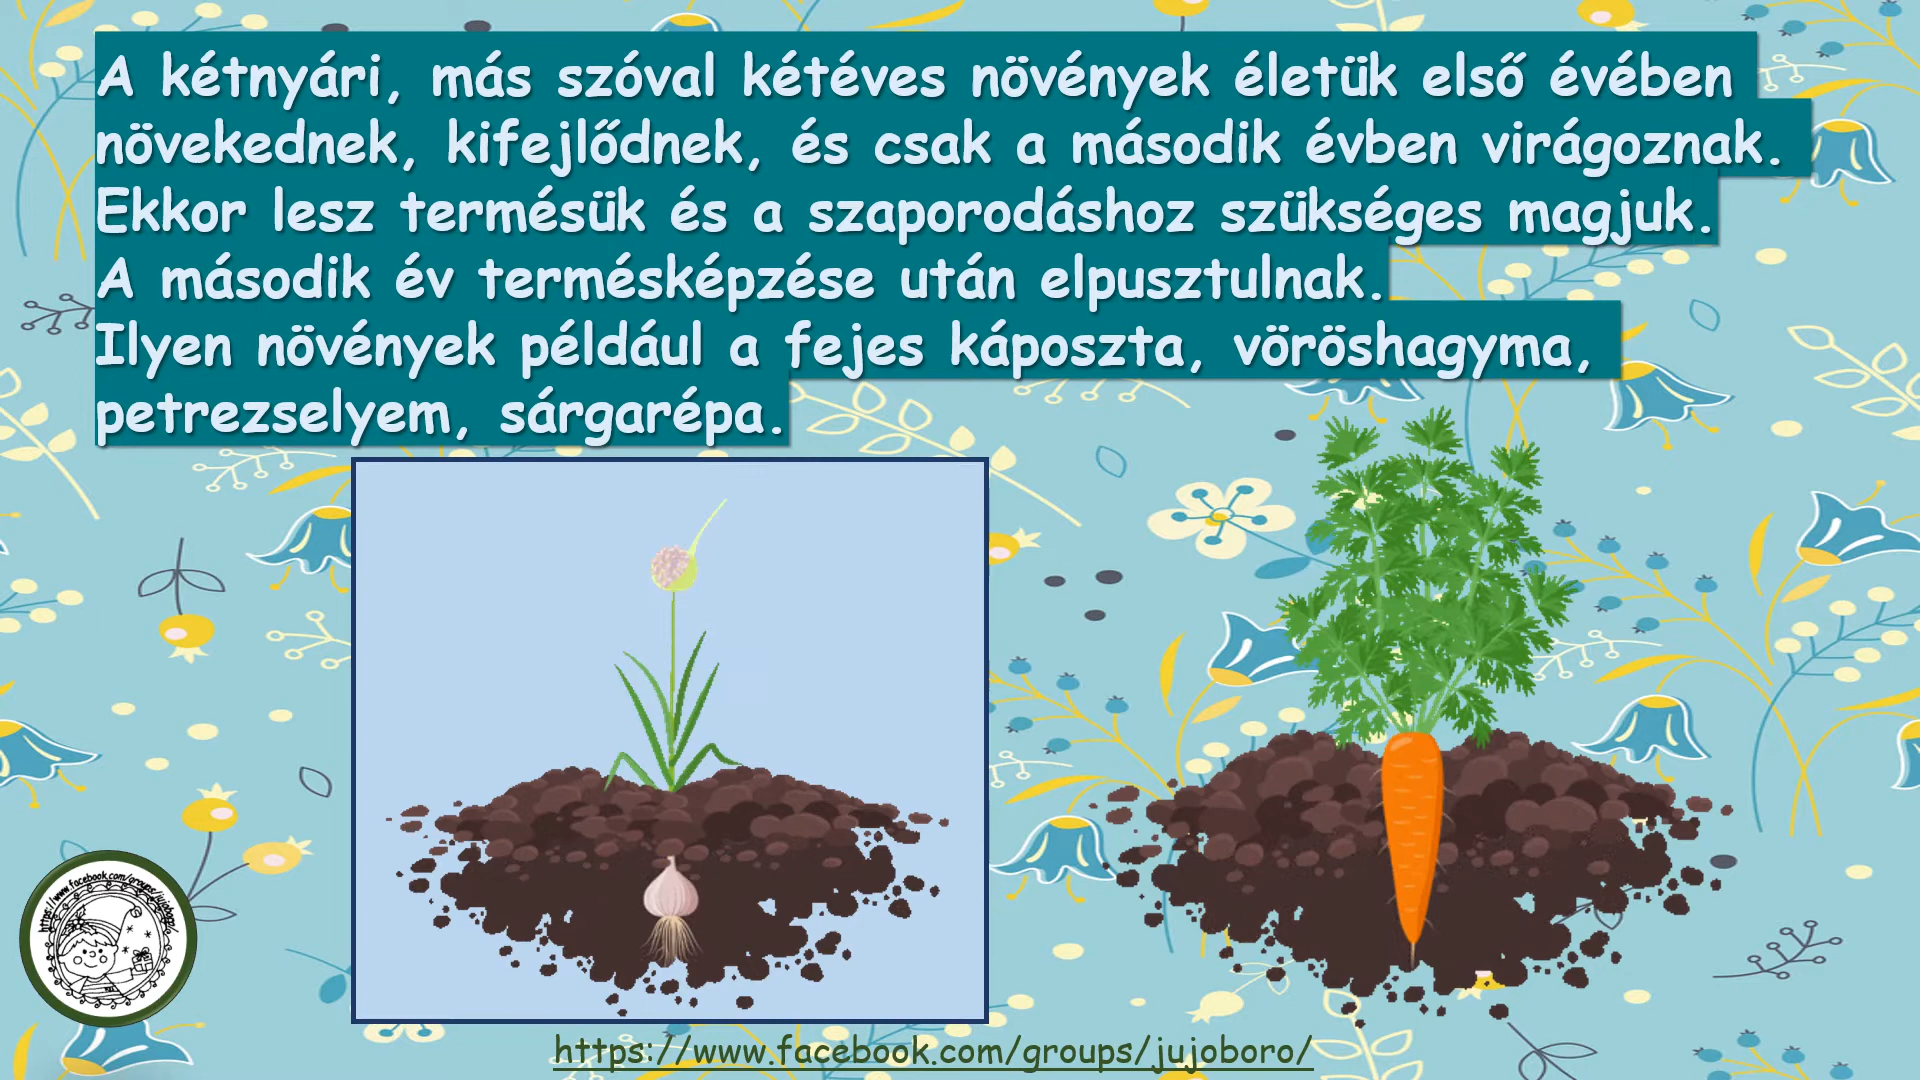 A kétnyári, más szóval kétéves növények életük első évében
növekednek, kifejlődnek, és csak a második évben virágoznak.
Ekkor lesz termésük és a szaporodáshoz szükséges magjuk.
A második év termésképzése után elpusztulnak.
Ilyen növények például a fejes káposzta, vöröshagyma,
petrezselyem, sárgarépa.
https://www.facebook.com/groups/jujoboro/